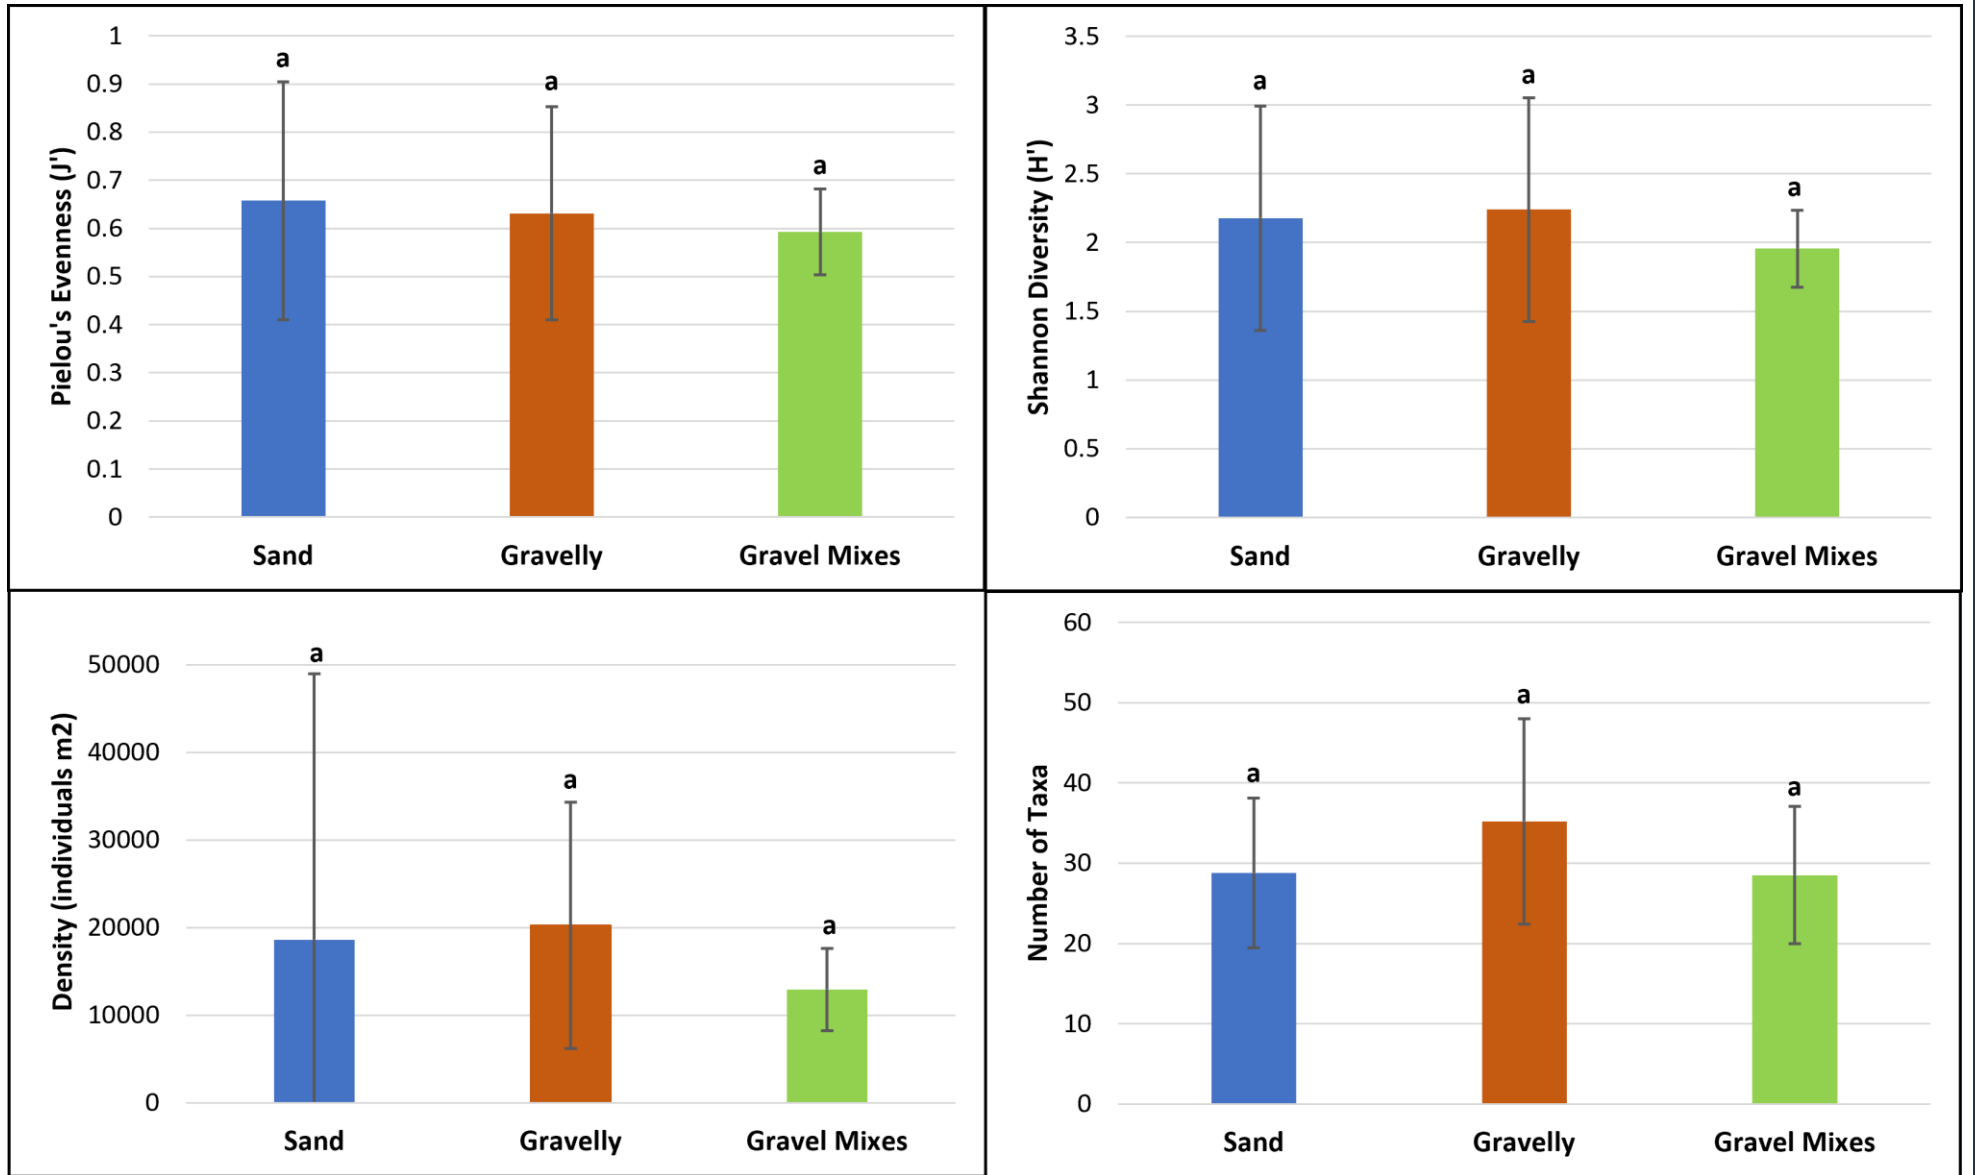 Pielou's Evenness (J')
1
0.9
0.8
0.7
0.6
0.5
0.4
0.3
0.2
0.1
0
a
a
a
Sand
Gravelly
Gravel Mixes
Shannon Diversity (H')
3.5
3
2.5
2
1.5
1
0.5
0
a
a
a
Sand
Gravelly
Gravel Mixes
Density (individuals m2)
50000
40000
30000
20000
10000
0
a
a
a
Sand
Gravelly
Gravel Mixes
Number of Taxa
60
50
40
30
20
10
0
a
a
a
Sand
Gravelly
Gravel Mixes